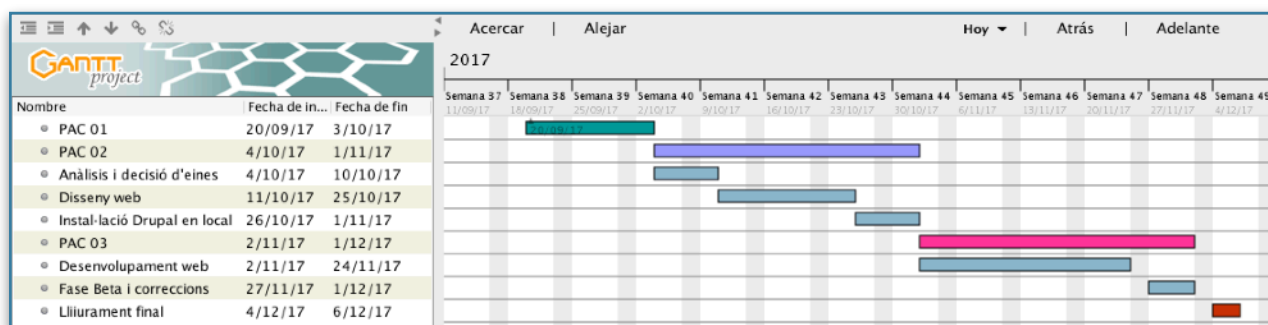 Acercar | Alejar Hoy | Atrás | Adelante
GANTT project
2017
Nombre Fecha de in... Fecha de fin
Semana 37 Semana 38 Semana 39 Semana 40 Semana 41 Semana 42 Semana 43 Semana 44 Semana 45 Semana 46 Semana 47 Semana 48 Semana 49
11/09/17 18/09/17 25/09/17 2/10/17 9/10/17 16/10/17 23/10/17 30/10/17 6/11/17 13/11/17 20/11/17 27/11/17 4/12/17
PAC 01 20/09/17 3/10/17 20/09/17
PAC 02 4/10/17 1/11/17
Anàlisis i decisió d'eines 4/10/17 10/10/17
Disseny web 11/10/17 25/10/17
Instal·lació Drupal en local 26/10/17 1/11/17
PAC 03 2/11/17 1/12/17
Desenvolupament web 2/11/17 24/11/17
Fase Beta i correccions 27/11/17 1/12/17
Lliiurament final 4/12/17 6/12/17